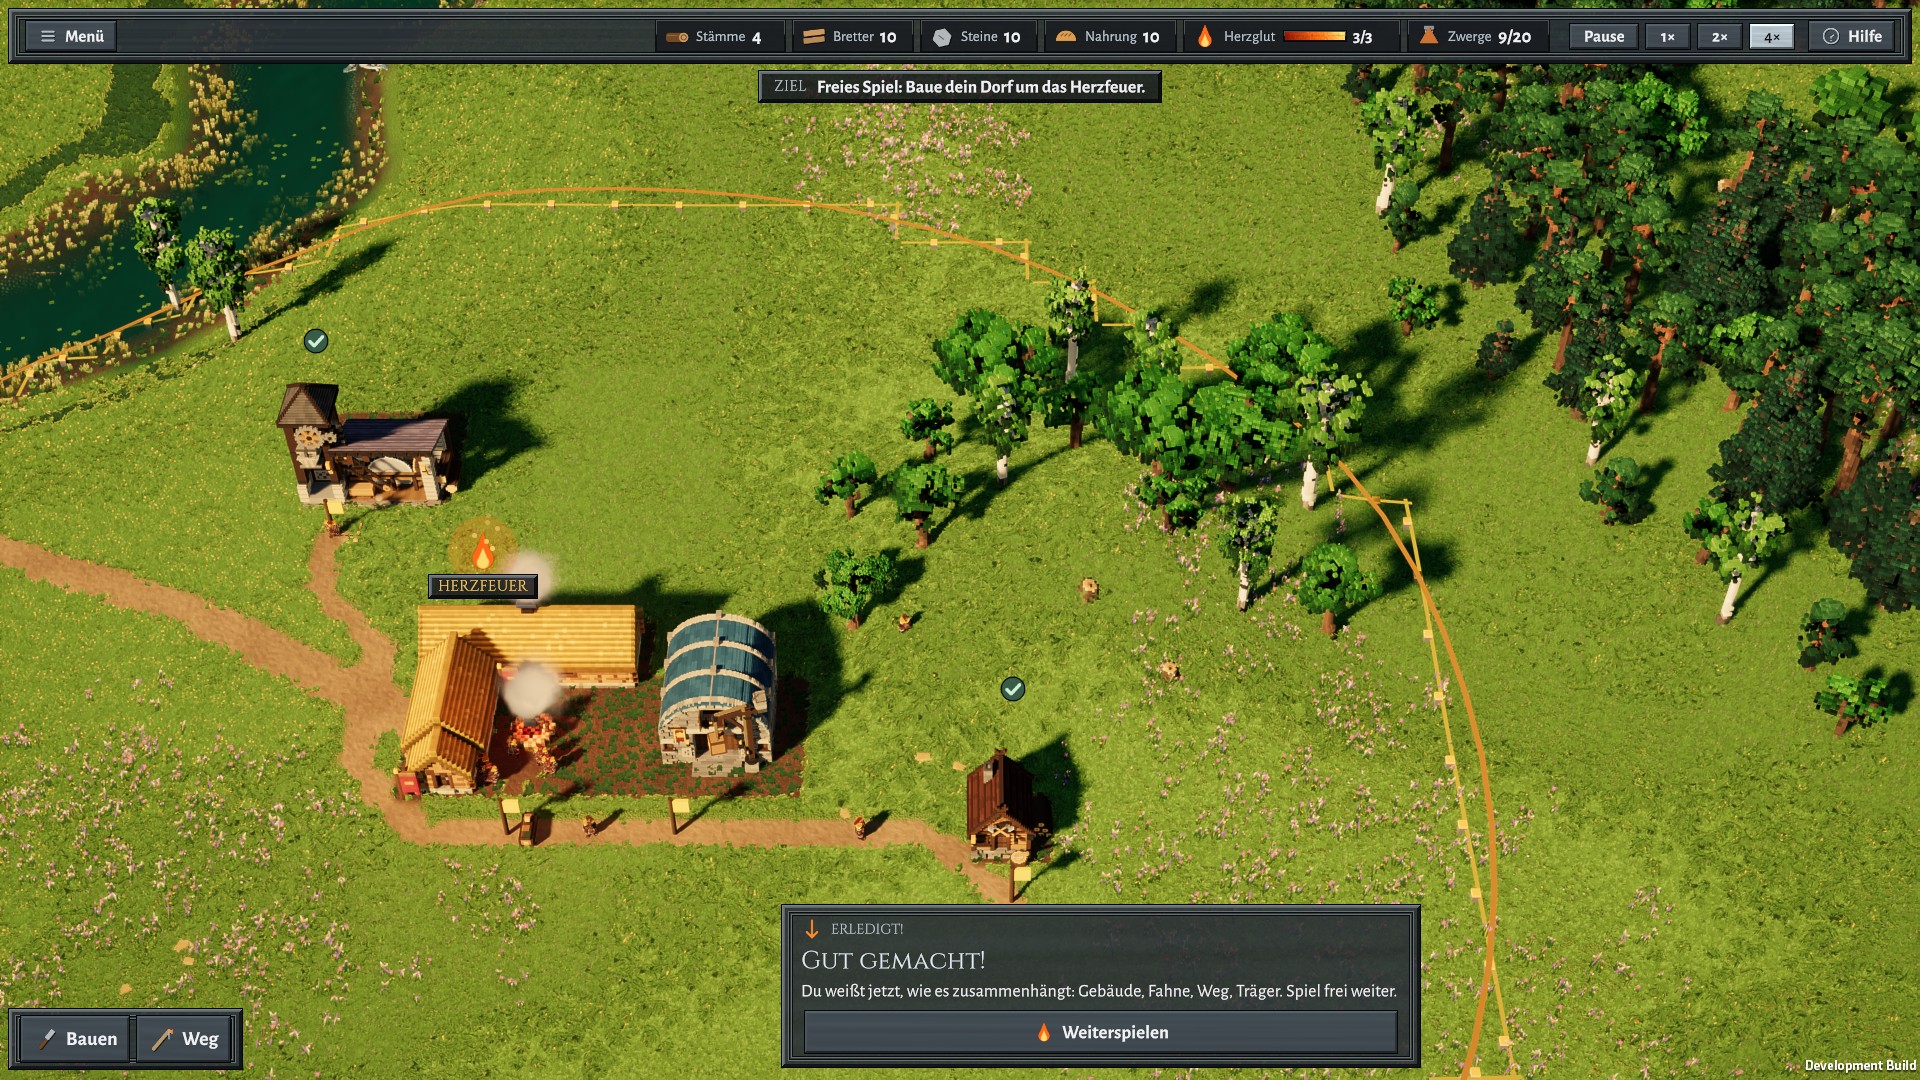 Menü
Stämme 4
Bretter 10
Steine 10
Nahrung 10
Herzglut 3/3
Zwerge 9/20
Pause
1×
2×
4×
Hilfe
ZIEL Freies Spiel: Baue dein Dorf um das Herzfeuer.
HERZFEUER
ERLEDIGT!
GUT GEMACHT!
Du weißt jetzt, wie es zusammenhängt: Gebäude, Fahne, Weg, Träger. Spiel frei weiter.
Weiterspielen
Bauen
Weg
Development Build